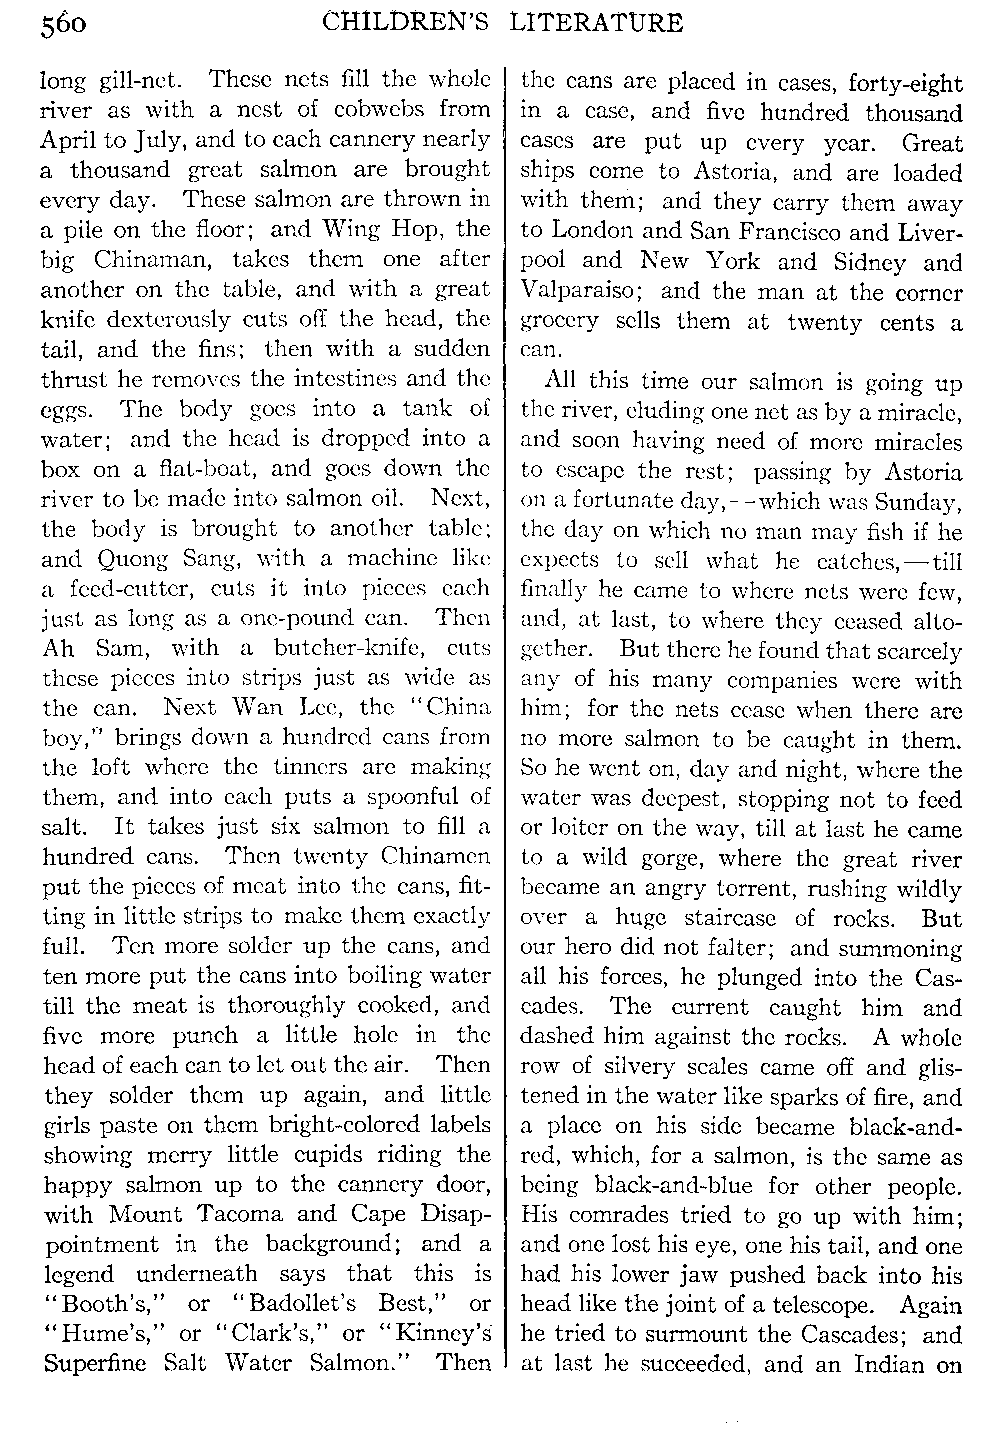 560 CHILDREN'S LITERATURE
long gill-net. These nets fill the whole
river as with a nest of cobwebs from
April to July, and to each cannery nearly
a thousand great salmon are brought
every day. These salmon are thrown in
a pile on the floor; and Wing Hop, the
big Chinaman, takes them one after
another on the table, and with a great
knife dexterously cuts off the head, the
tail, and the fins; then with a sudden
thrust he removes the intestines and the
eggs. The body goes into a tank of
water; and the head is dropped into a
box on a flat-boat, and goes down the
river to be made into salmon oil. Next,
the body is brought to another table;
and Quong Sang, with a machine like
a feed-cutter, cuts it into pieces each
just as long as a one-pound can. Then
Ah Sam, with a butcher-knife, cuts
these pieces into strips just as wide as
the can. Next Wan Lee, the "China
boy," brings down a hundred cans from
the loft where the tinners are making
them, and into each puts a spoonful of
salt. It takes just six salmon to fill a
hundred cans. Then twenty Chinamen
put the pieces of meat into the cans, fit-
ting in little strips to make them exactly
full. Ten more solder up the cans, and
ten more put the cans into boiling water
till the meat is thoroughly cooked, and
five more punch a little hole in the
head of each can to let out the air. Then
they solder them up again, and little
girls paste on them bright-colored labels
showing merry little cupids riding the
happy salmon up to the cannery door,
with Mount Tacoma and Cape Disap-
pointment in the background; and a
legend underneath says that this is
"Booth's," or "Badollet's Best," or
"Hume's," or "Clark's," or "Kinney's
Superfine Salt Water Salmon." Then
the cans are placed in cases, forty-eight
in a case, and five hundred thousand
cases are put up every year. Great
ships come to Astoria, and are loaded
with them; and they carry them away
to London and San Francisco and Liver-
pool and New York and Sidney and
Valparaiso; and the man at the corner
grocery sells them at twenty cents a
can.
All this time our salmon is going up
the river, eluding one net as by a miracle,
and soon having need of more miracles
to escape the rest; passing by Astoria
on a fortunate day,--which was Sunday,
the day on which no man may fish if he
expects to sell what he catches,—till
finally he came to where nets were few,
and, at last, to where they ceased alto-
gether. But there he found that scarcely
any of his many companies were with
him; for the nets cease when there are
no more salmon to be caught in them.
So he went on, day and night, where the
water was deepest, stopping not to feed
or loiter on the way, till at last he came
to a wild gorge, where the great river
became an angry torrent, rushing wildly
over a huge staircase of rocks. But
our hero did not falter; and summoning
all his forces, he plunged into the Cas-
cades. The current caught him and
dashed him against the rocks. A whole
row of silvery scales came off and glis-
tened in the water like sparks of fire, and
a place on his side became black-and-
red, which, for a salmon, is the same as
being black-and-blue for other people.
His comrades tried to go up with him;
and one lost his eye, one his tail, and one
had his lower jaw pushed back into his
head like the joint of a telescope. Again
he tried to surmount the Cascades; and
at last he succeeded, and an Indian on